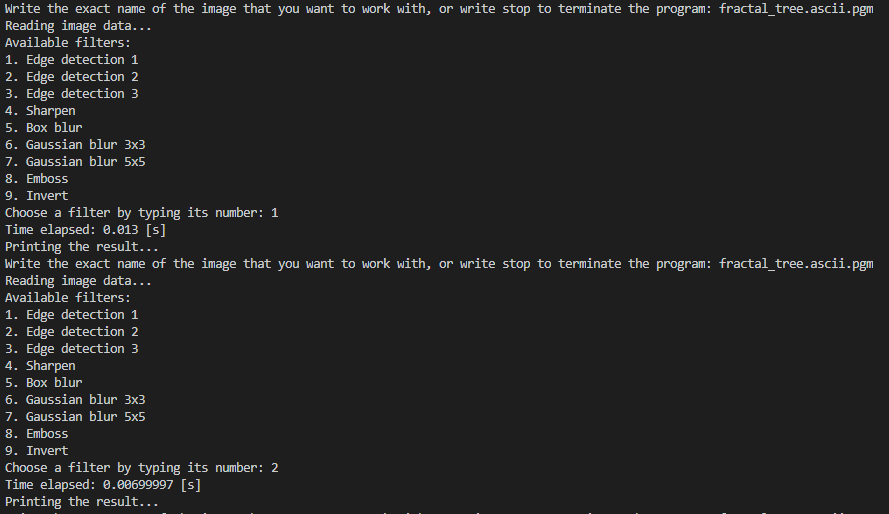 Write the exact name of the image that you want to work with, or write stop to terminate the program: fractal_tree.ascii.pgm
Reading image data...
Available filters:
1. Edge detection 1
2. Edge detection 2
3. Edge detection 3
4. Sharpen
5. Box blur
6. Gaussian blur 3x3
7. Gaussian blur 5x5
8. Emboss
9. Invert
Choose a filter by typing its number: 1
Time elapsed: 0.013 [s]
Printing the result...
Write the exact name of the image that you want to work with, or write stop to terminate the program: fractal_tree.ascii.pgm
Reading image data...
Available filters:
1. Edge detection 1
2. Edge detection 2
3. Edge detection 3
4. Sharpen
5. Box blur
6. Gaussian blur 3x3
7. Gaussian blur 5x5
8. Emboss
9. Invert
Choose a filter by typing its number: 2
Time elapsed: 0.00699997 [s]
Printing the result...